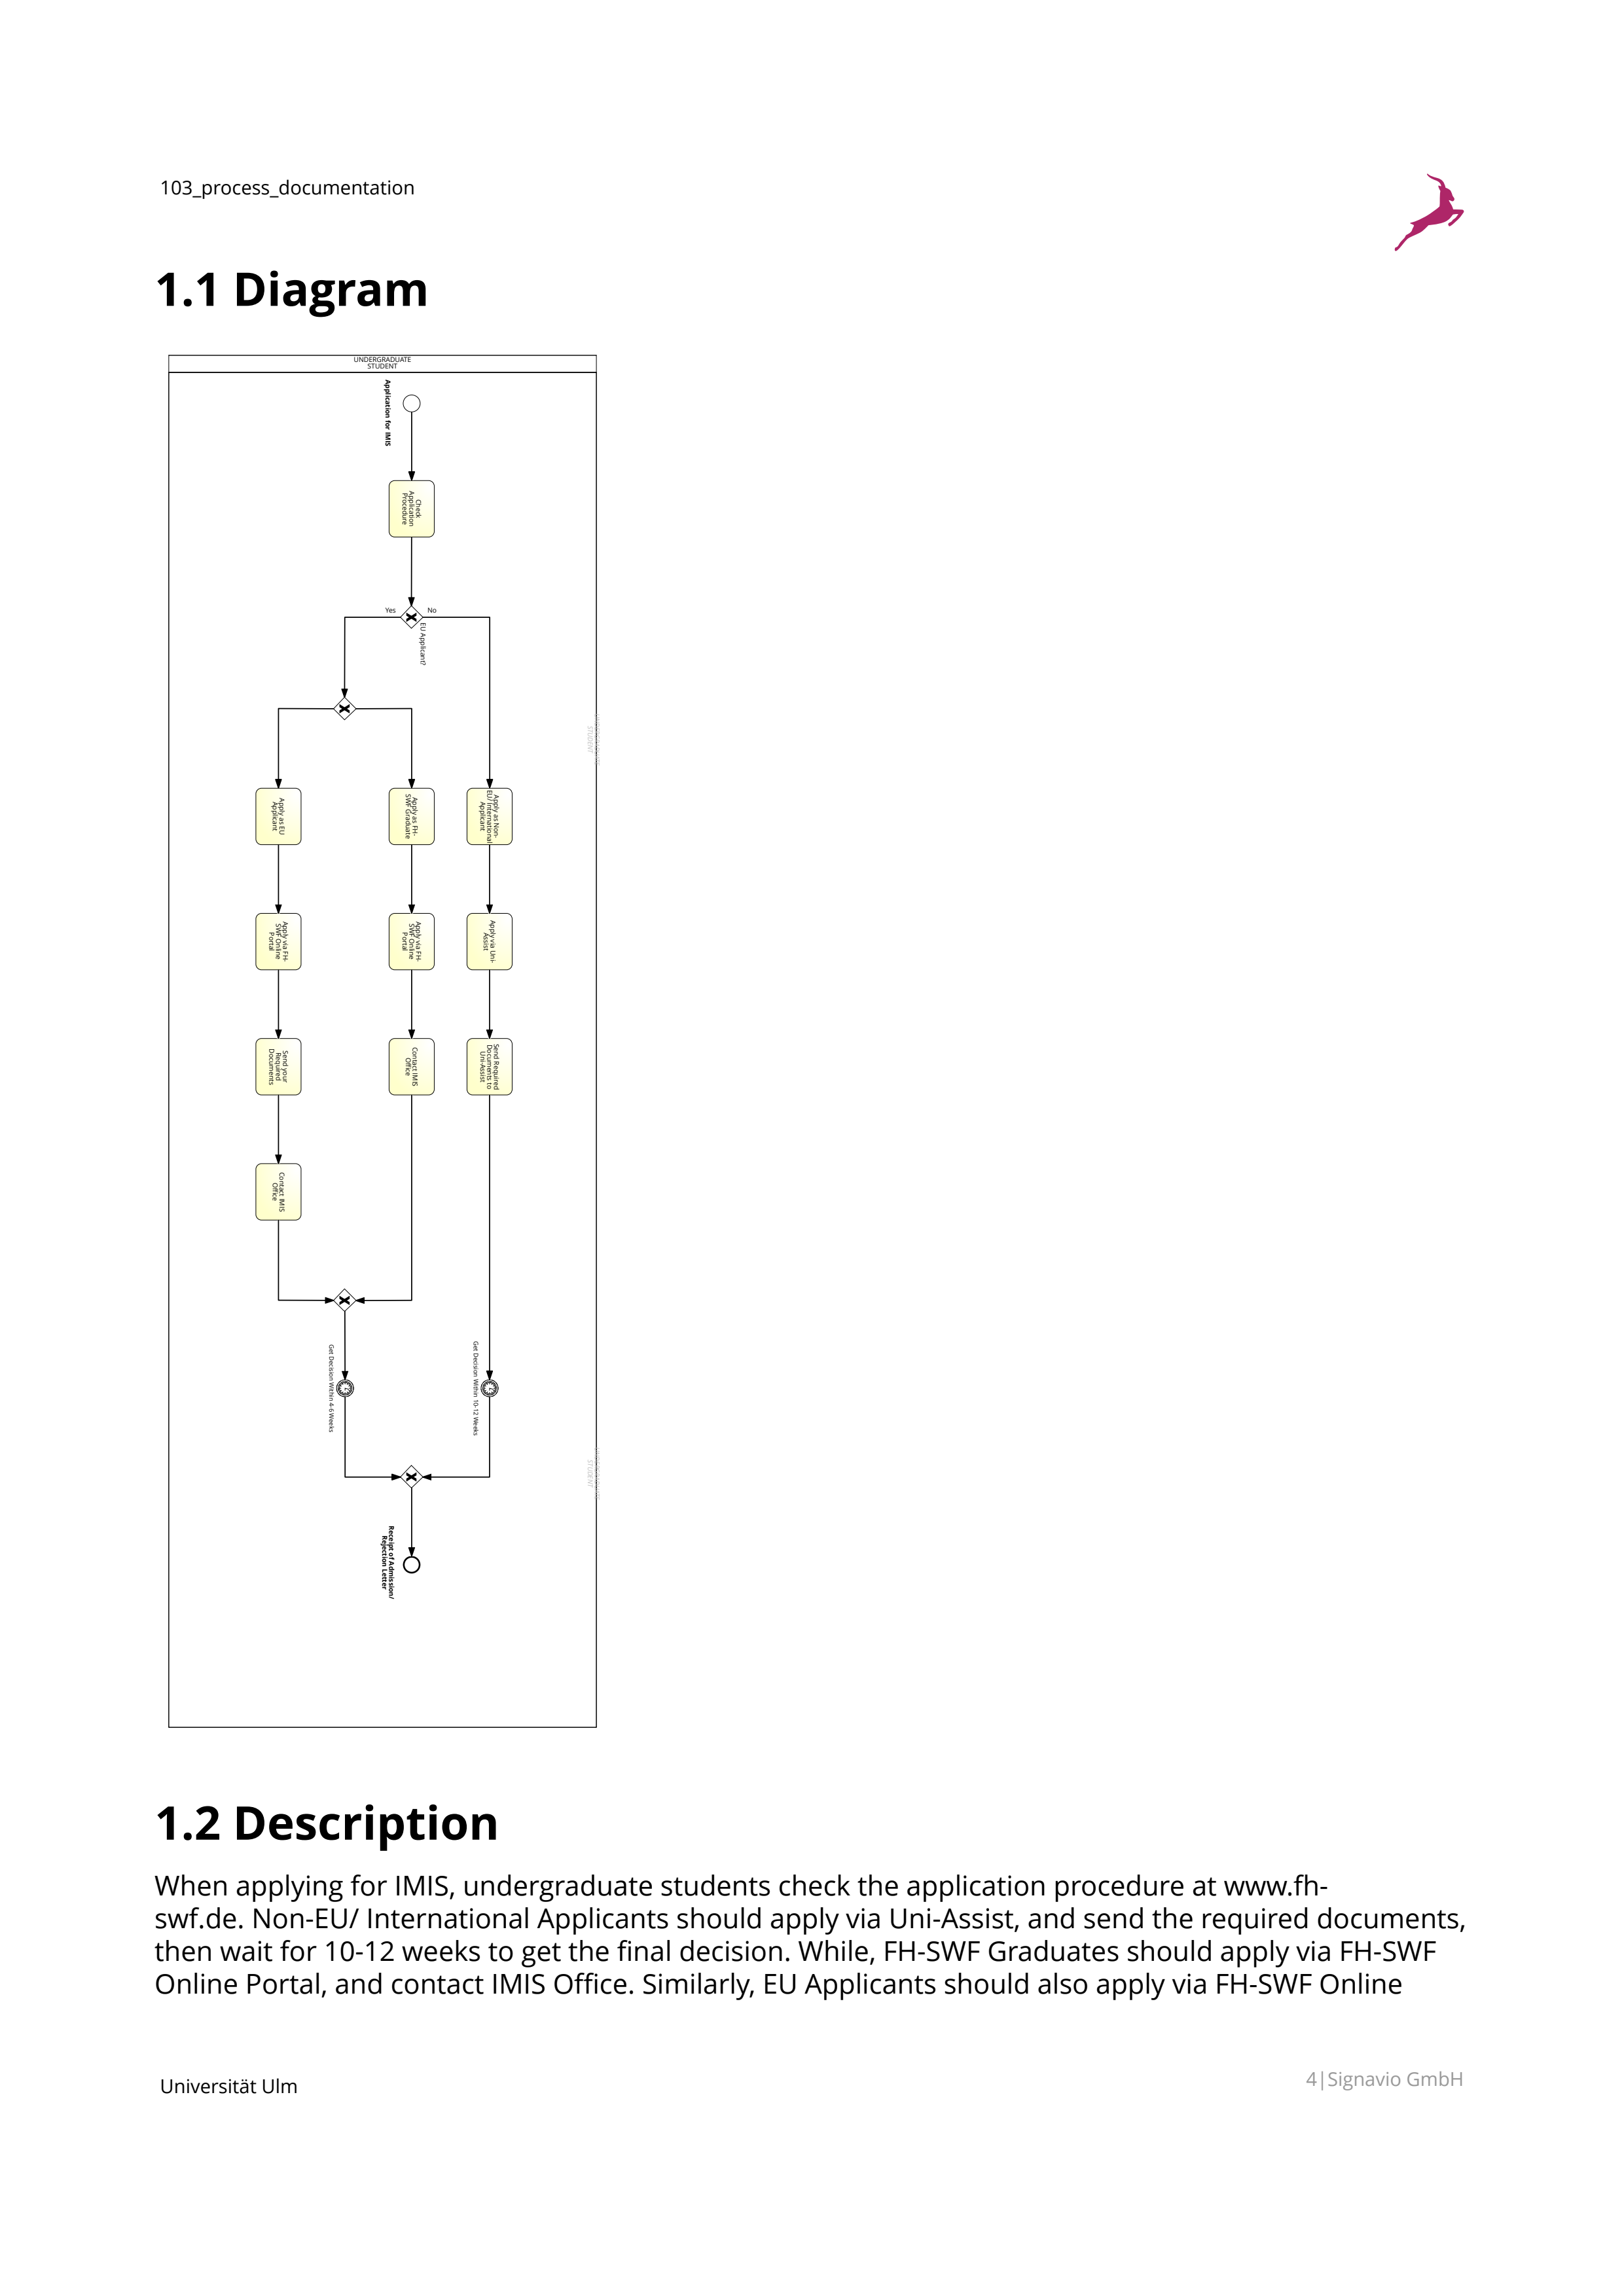 103_process_documentation
1.1 Diagram
UNDERGRADUATE
STUDENT
Application for IMIS
Check
Application
Procedure
Yes
No
EU Applicant?
Apply as EU
Applicant
Apply as FH-
SWF Graduate
Apply as Non-
EU/ International
Applicant
Apply via FH-
SWF Online
Portal
Apply via FH-
SWF Online
Portal
Apply via Uni-
Assist
Send your
Required
Documents
Contact IMIS
Office
Send Required
Documents to
Uni-Assist
Contact IMIS
Office
Get Decision Within 4-6 Weeks
Get Decision Within 10-12 Weeks
Receipt of Admission/
Rejection Letter
STUDENT
STUDENT
1.2 Description
When applying for IMIS, undergraduate students check the application procedure at www.fh-
swf.de. Non-EU/ International Applicants should apply via Uni-Assist, and send the required documents,
then wait for 10-12 weeks to get the final decision. While, FH-SWF Graduates should apply via FH-SWF
Online Portal, and contact IMIS Office. Similarly, EU Applicants should also apply via FH-SWF Online
Universität Ulm
4|Signavio GmbH